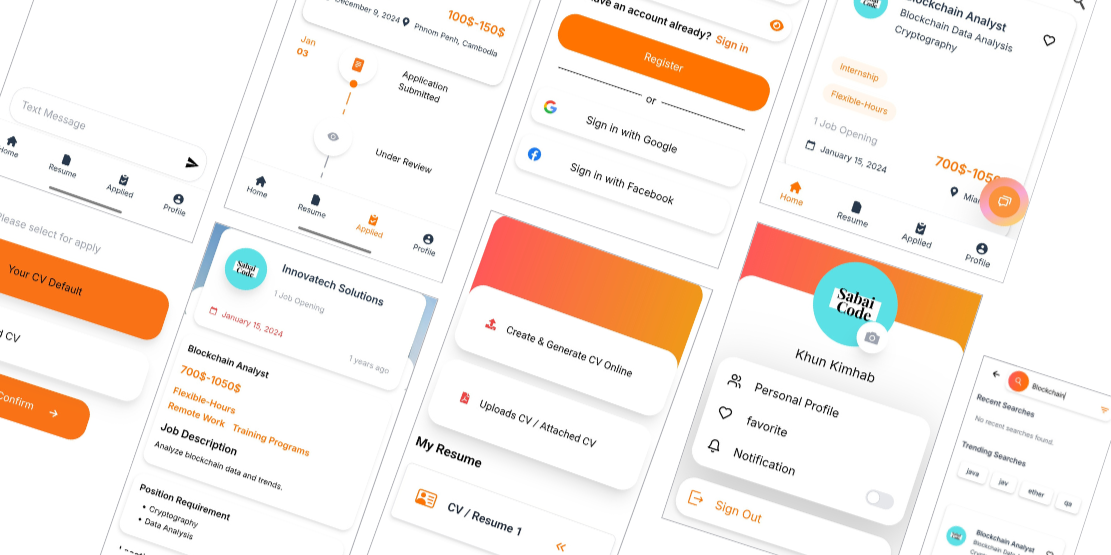 Text Message
Home
Resume
Applied
Profile
December 9, 2024
100$-150$
Phnom Penh, Cambodia
Jan
03
Application
Submitted
Under Review
Home
Resume
Applied
Profile
have an account already? Sign in
Register
or
Sign in with Google
Sign in with Facebook
Sabai
Code
Blockchain Analyst
Blockchain Data Analysis
Cryptography
Internship
Flexible-Hours
1 Job Opening
January 15, 2024
700$-1050$
Home
Resume
Applied
Profile
Please select for apply
Your CV Default
CV
Confirm
Sabai
Code
Innovatech Solutions
1 Job Opening
January 15, 2024
1 years ago
Blockchain Analyst
700$-1050$
Flexible-Hours
Remote Work Training Programs
Job Description
Analyze blockchain data and trends.
Position Requirement
• Cryptography
• Data Analysis
Create & Generate CV Online
Uploads CV / Attached CV
My Resume
CV / Resume 1
Sabai
Code
Khun Kimhab
Personal Profile
favorite
Notification
Sign Out
Blockchain
Recent Searches
No recent searches found.
Trending Searches
java
jav
ether
qa
Blockchain Analyst
Blockchain Data Analysis
Cryptography